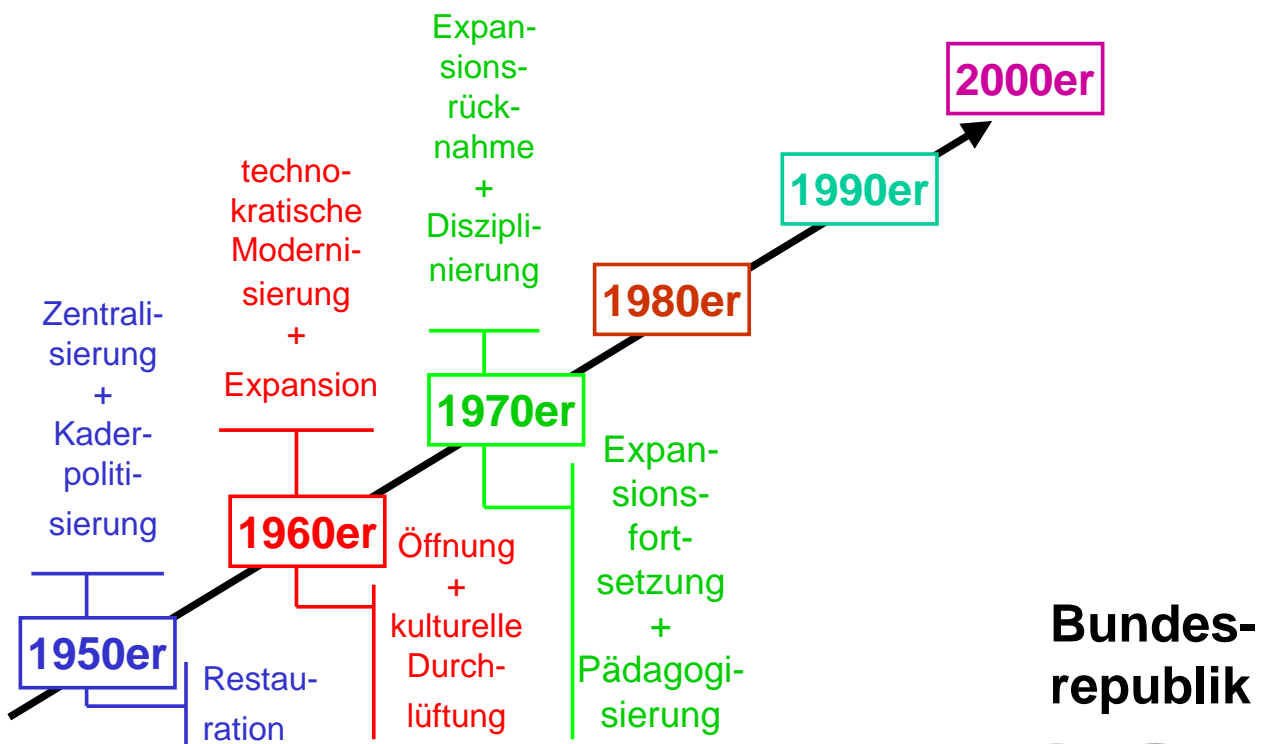 Expan-
sions-
rück-
nahme
+
Diszipli-
nierung
2000er
techno-
kratische
Moderni-
sierung
+
Expansion
1990er
Zentrali-
sierung
+
Kader-
politi-
sierung
1980er
1970er
Expan-
sions-
fort-
setzung
+
Pädagogi-
sierung
1960er
Öffnung
+
kulturelle
Durch-
lüftung
1950er
Restau-
ration
Bundes-
republik